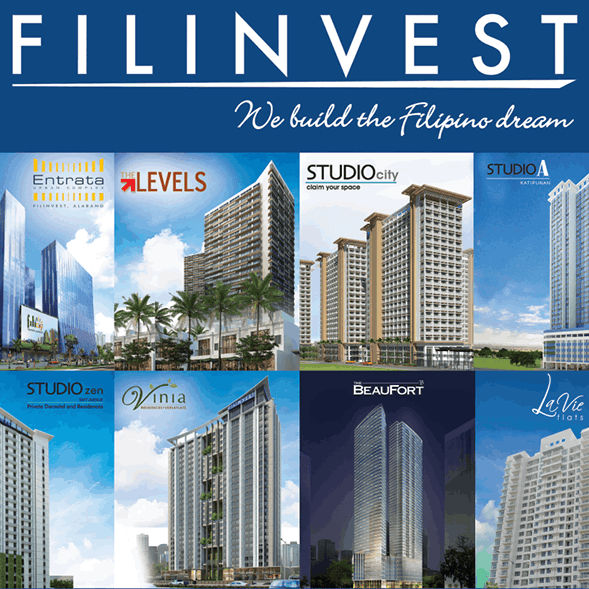 FILINVEST
We build the Filipino dream
Entrata
URBAN COMPLEX
FILINVEST, ALABANG
THE
LEVELS
STUDIO city
claim your space
STUDIO A
KATIPUNAN
STUDIO zen
Private Dormitel and Residences
Vinia
THE
BEAUFORT
La Vie
flats